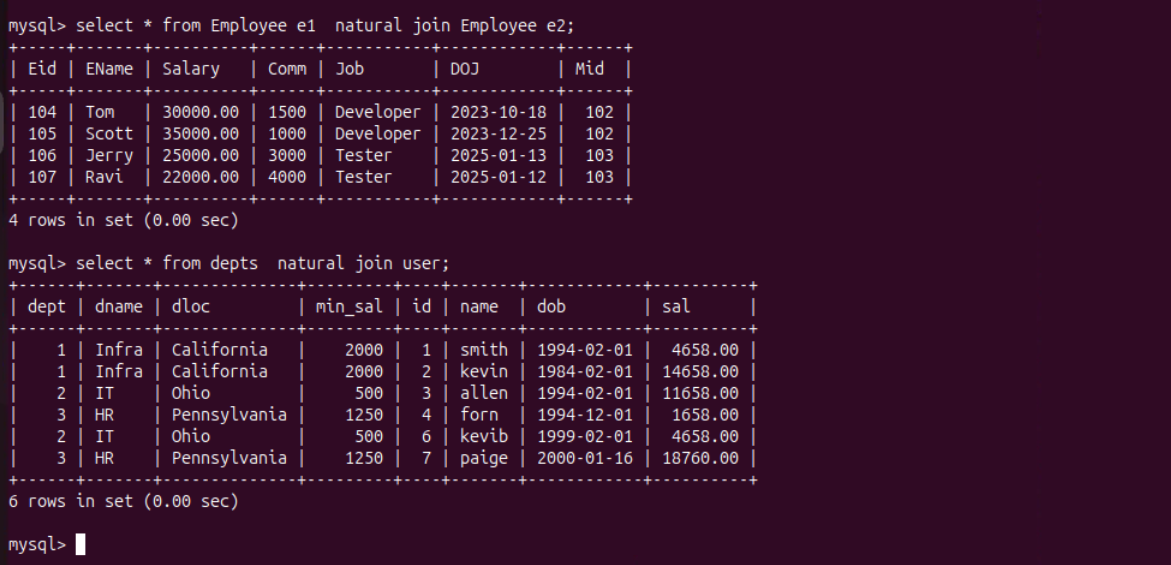 mysql> select * from Employee e1  natural join Employee e2;
+-----+-------+----------+------+-----------+------------+------+
| Eid | EName | Salary   | Comm | Job       | DOJ        | Mid  |
+-----+-------+----------+------+-----------+------------+------+
| 104 | Tom   | 30000.00 | 1500 | Developer | 2023-10-18 |  102 |
| 105 | Scott | 35000.00 | 1000 | Developer | 2023-12-25 |  102 |
| 106 | Jerry | 25000.00 | 3000 | Tester    | 2025-01-13 |  103 |
| 107 | Ravi  | 22000.00 | 4000 | Tester    | 2025-01-12 |  103 |
+-----+-------+----------+------+-----------+------------+------+
4 rows in set (0.00 sec)
mysql> select * from depts  natural join user;
+------+-------+--------------+---------+----+-------+------------+----------+
| dept | dname | dloc         | min_sal | id | name  | dob        | sal      |
+------+-------+--------------+---------+----+-------+------------+----------+
|    1 | Infra | California   |    2000 |  1 | smith | 1994-02-01 |  4658.00 |
|    1 | Infra | California   |    2000 |  2 | kevin | 1984-02-01 | 14658.00 |
|    2 | IT    | Ohio         |     500 |  3 | allen | 1994-02-01 | 11658.00 |
|    3 | HR    | Pennsylvania |    1250 |  4 | forn  | 1994-12-01 |  1658.00 |
|    2 | IT    | Ohio         |     500 |  6 | kevib | 1999-02-01 |  4658.00 |
|    3 | HR    | Pennsylvania |    1250 |  7 | paige | 2000-01-16 | 18760.00 |
+------+-------+--------------+---------+----+-------+------------+----------+
6 rows in set (0.00 sec)
mysql>